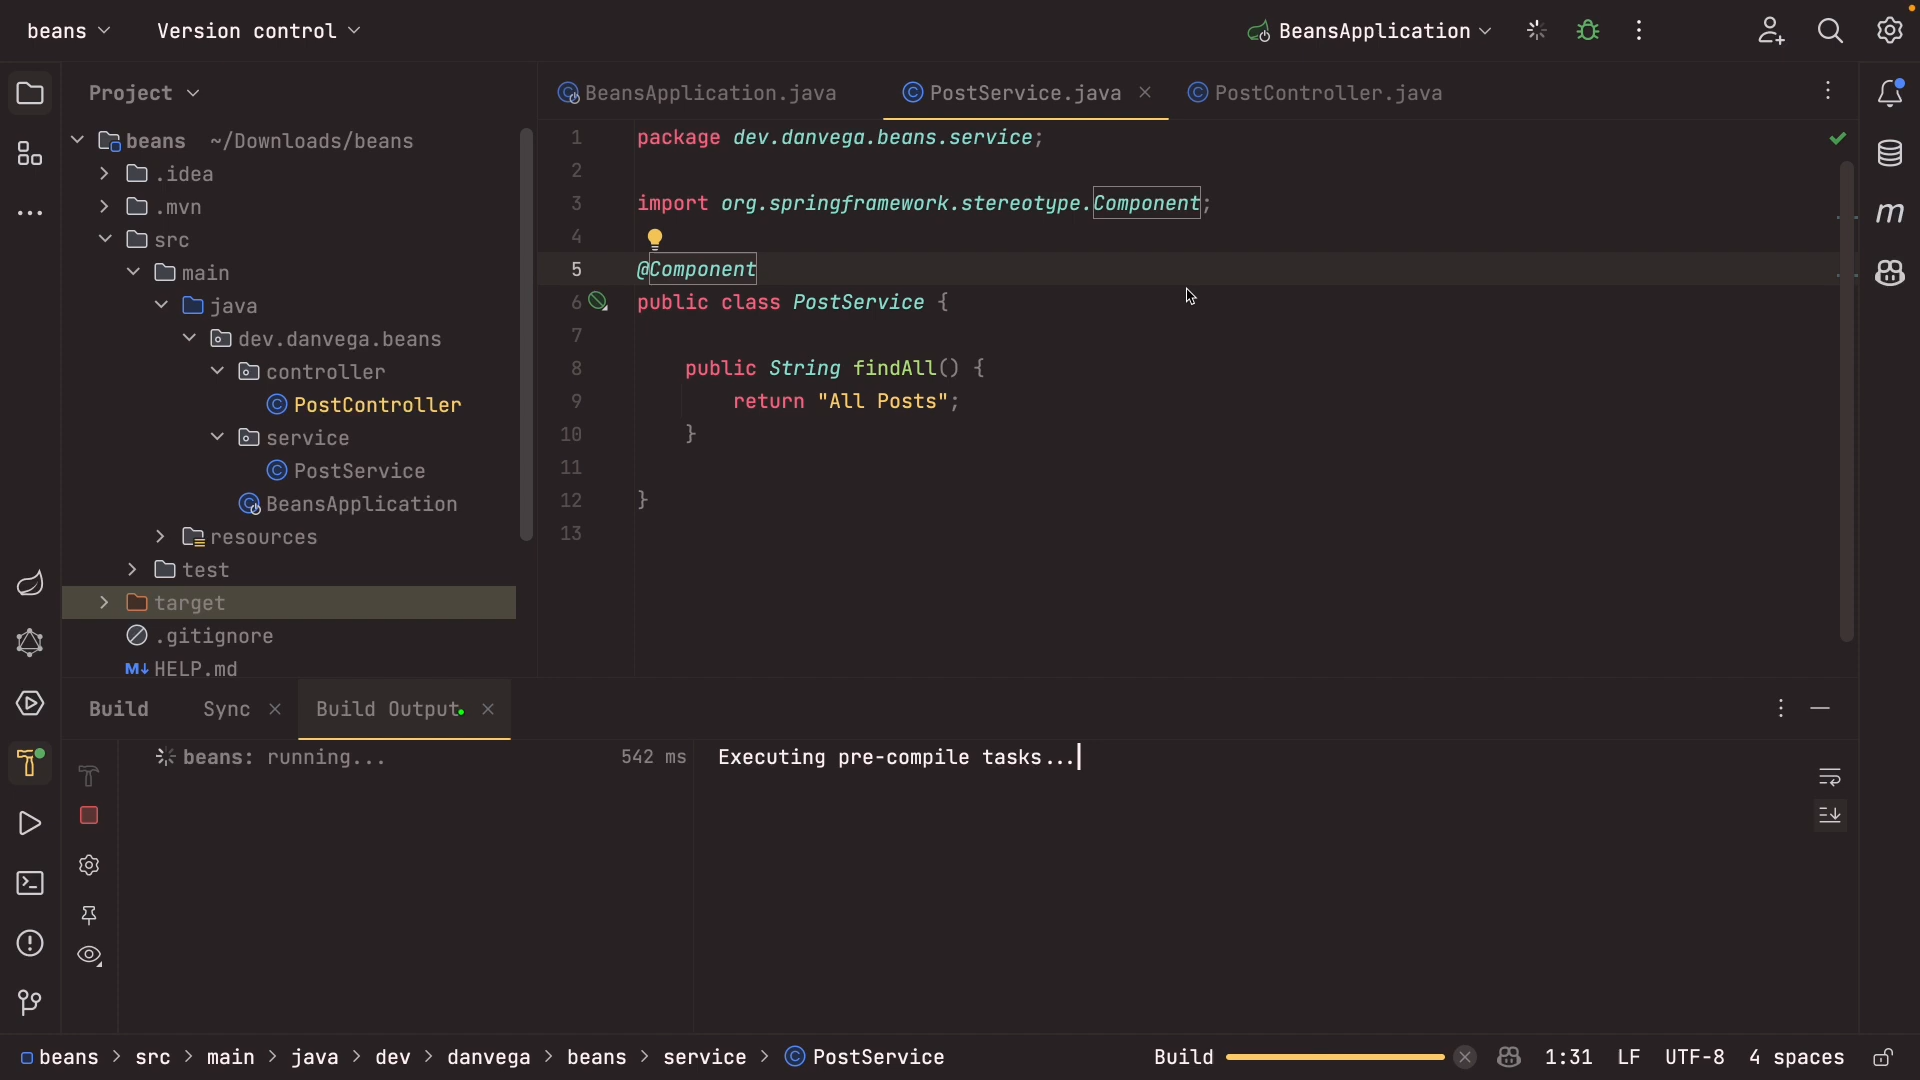 beans
Version control
BeansApplication
Project
BeansApplication.java
PostService.java
PostController.java
beans ~/Downloads/beans
.idea
.mvn
src
main
java
dev.danvega.beans
controller
PostController
service
PostService
BeansApplication
resources
test
target
.gitignore
M↓ HELP.md
1 package dev.danvega.beans.service;
2
3 import org.springframework.stereotype.Component;
4
5 @Component
6 public class PostService {
7
8 public String findAll() {
9 return "All Posts";
10 }
11
12 }
13
m
Build
Sync
Build Output
beans: running...
542 ms
Executing pre-compile tasks...
beans > src > main > java > dev > danvega > beans > service > PostService
Build
1:31 LF UTF-8 4 spaces